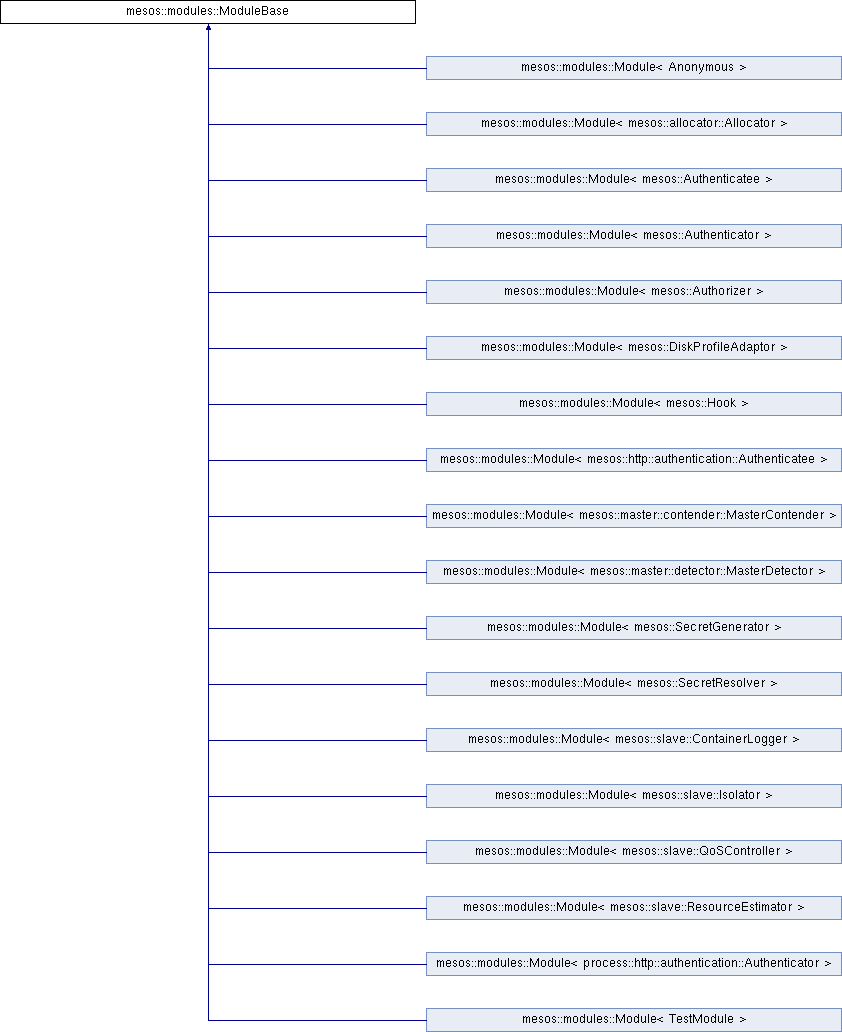 mesos::modules::ModuleBase
mesos::modules::Module< Anonymous >
mesos::modules::Module< mesos::allocator::Allocator >
mesos::modules::Module< mesos::Authenticatee >
mesos::modules::Module< mesos::Authenticator >
mesos::modules::Module< mesos::Authorizer >
mesos::modules::Module< mesos::DiskProfileAdaptor >
mesos::modules::Module< mesos::Hook >
mesos::modules::Module< mesos::http::authentication::Authenticatee >
mesos::modules::Module< mesos::master::contender::MasterContender >
mesos::modules::Module< mesos::master::detector::MasterDetector >
mesos::modules::Module< mesos::SecretGenerator >
mesos::modules::Module< mesos::SecretResolver >
mesos::modules::Module< mesos::slave::ContainerLogger >
mesos::modules::Module< mesos::slave::Isolator >
mesos::modules::Module< mesos::slave::QoSController >
mesos::modules::Module< mesos::slave::ResourceEstimator >
mesos::modules::Module< process::http::authentication::Authenticator >
mesos::modules::Module< TestModule >